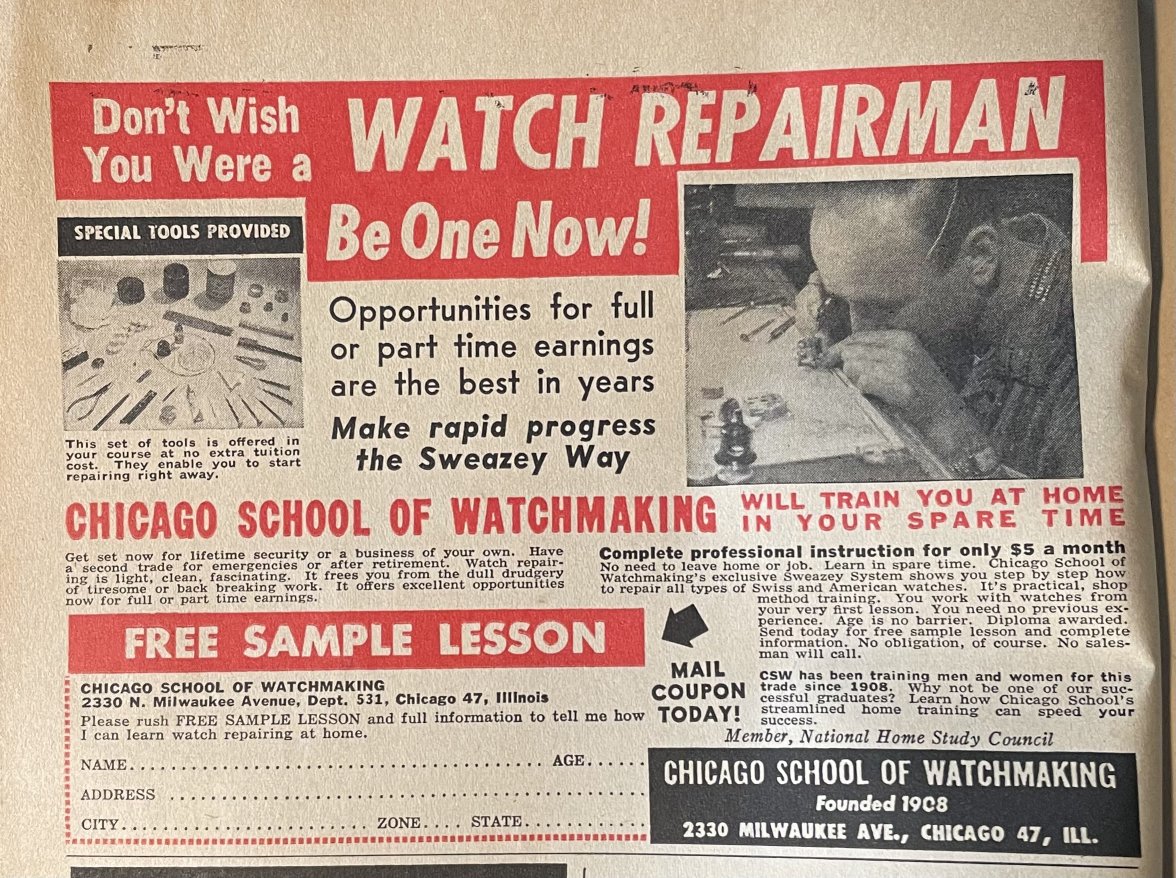 Don't Wish
You Were a
WATCH REPAIRMAN
Be One Now!
SPECIAL TOOLS PROVIDED
This set of tools is offered in
your course at no extra tuition
cost. They enable you to start
repairing right away.
Opportunities for full
or part time earnings
are the best in years
Make rapid progress
the Sweazey Way
CHICAGO SCHOOL OF WATCHMAKING
WILL TRAIN YOU AT HOME
IN YOUR SPARE TIME
Get set now for lifetime security or a business of your own. Have
a second trade for emergencies or after retirement. Watch repair-
ing is light, clean, fascinating. It frees you from the dull drudgery
of tiresome or back breaking work. It offers excellent opportunities
now for full or part time earnings.
Complete professional instruction for only $5 a month
No need to leave home or job. Learn in spare time. Chicago School of
Watchmaking's exclusive Sweazey System shows you step by step how
to repair all types of Swiss and American watches. It's practical, shop
method training. You work with watches from
your very first lesson. You need no previous ex-
perience. Age is no barrier. Diploma awarded.
Send today for free sample lesson and complete
information. No obligation, of course. No sales-
man will call.
CSW has been training men and women for this
trade since 1908. Why not be one of our suc-
cessful graduates? Learn how Chicago School's
streamlined home training can speed your
success.
Member, National Home Study Council
MAIL
COUPON
TODAY!
FREE SAMPLE LESSON
CHICAGO SCHOOL OF WATCHMAKING
2330 N. Milwaukee Avenue, Dept. 531, Chicago 47, Illlnois
Please rush FREE SAMPLE LESSON and full information to tell me how
I can learn watch repairing at home.
NAME........................................ AGE......
ADDRESS ..............................................
CITY........................ ZONE.... STATE............
CHICAGO SCHOOL OF WATCHMAKING
Founded 1908
2330 MILWAUKEE AVE., CHICAGO 47, ILL.